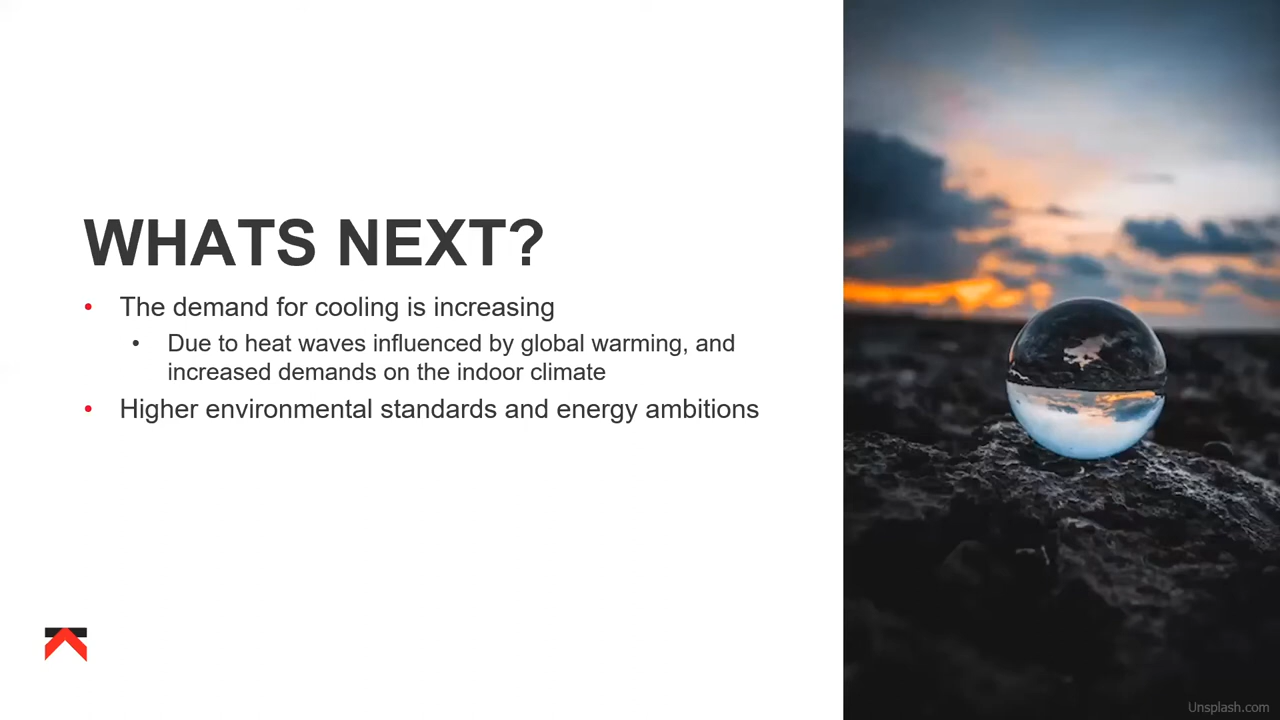 WHATS NEXT?
• The demand for cooling is increasing
• Due to heat waves influenced by global warming, and
increased demands on the indoor climate
• Higher environmental standards and energy ambitions
Unsplash.com